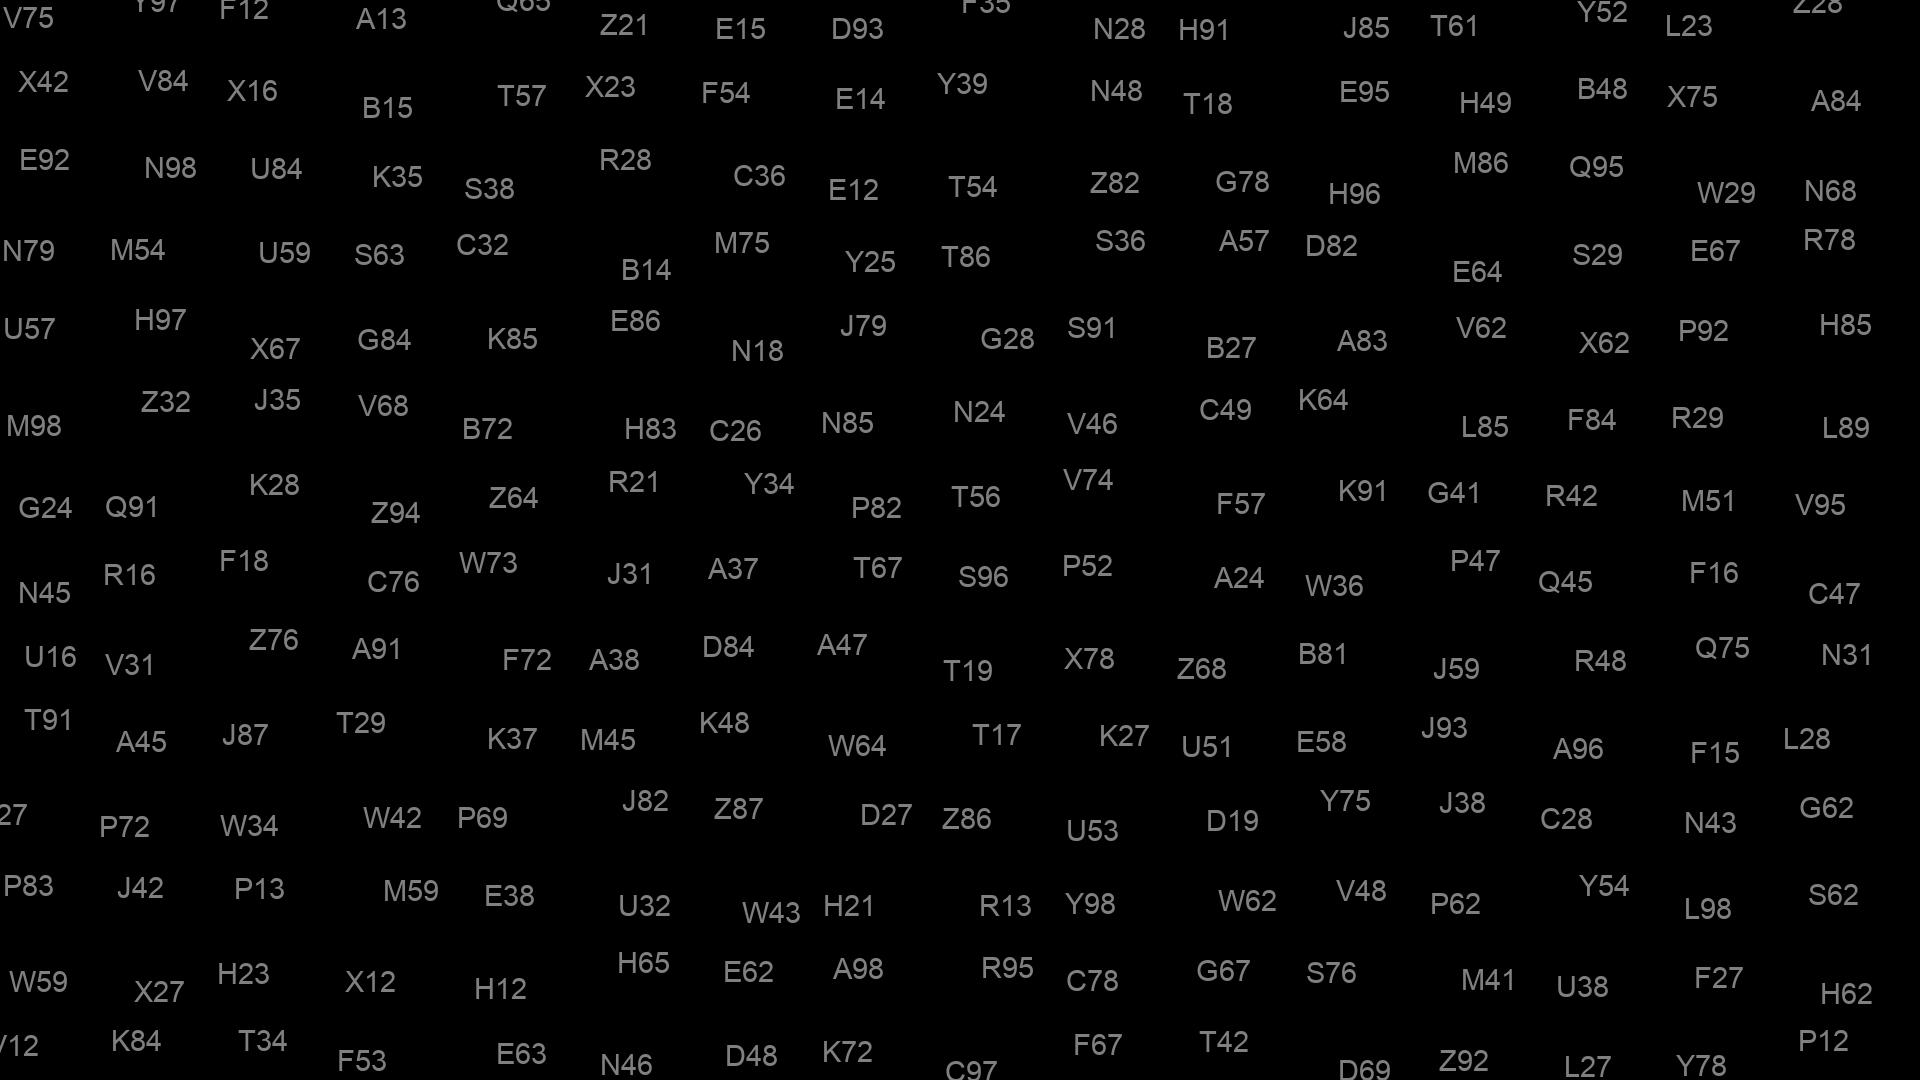 V75 Y97 F12 A13 Q65 Z21 E15 D93 F35 N28 H91 J85 T61 Y52 L23 Z28
X42 V84 X16 B15 T57 X23 F54 E14 Y39 N48 T18 E95 H49 B48 X75 A84
E92 N98 U84 K35 S38 R28 C36 E12 T54 Z82 G78 H96 M86 Q95 W29 N68
N79 M54 U59 S63 C32 B14 M75 Y25 T86 S36 A57 D82 E64 S29 E67 R78
U57 H97 X67 G84 K85 E86 N18 J79 G28 S91 B27 A83 V62 X62 P92 H85
M98 Z32 J35 V68 B72 H83 C26 N85 N24 V46 C49 K64 L85 F84 R29 L89
G24 Q91 K28 Z94 Z64 R21 Y34 P82 T56 V74 F57 K91 G41 R42 M51 V95
N45 R16 F18 C76 W73 J31 A37 T67 S96 P52 A24 W36 P47 Q45 F16 C47
U16 V31 Z76 A91 F72 A38 D84 A47 T19 X78 Z68 B81 J59 R48 Q75 N31
T91 A45 J87 T29 K37 M45 K48 W64 T17 K27 U51 E58 J93 A96 F15 L28
27 P72 W34 W42 P69 J82 Z87 D27 Z86 U53 D19 Y75 J38 C28 N43 G62
P83 J42 P13 M59 E38 U32 W43 H21 R13 Y98 W62 V48 P62 Y54 L98 S62
W59 X27 H23 X12 H12 H65 E62 A98 R95 C78 G67 S76 M41 U38 F27 H62
12 K84 T34 F53 E63 N46 D48 K72 C97 F67 T42 D69 Z92 L27 Y78 P12